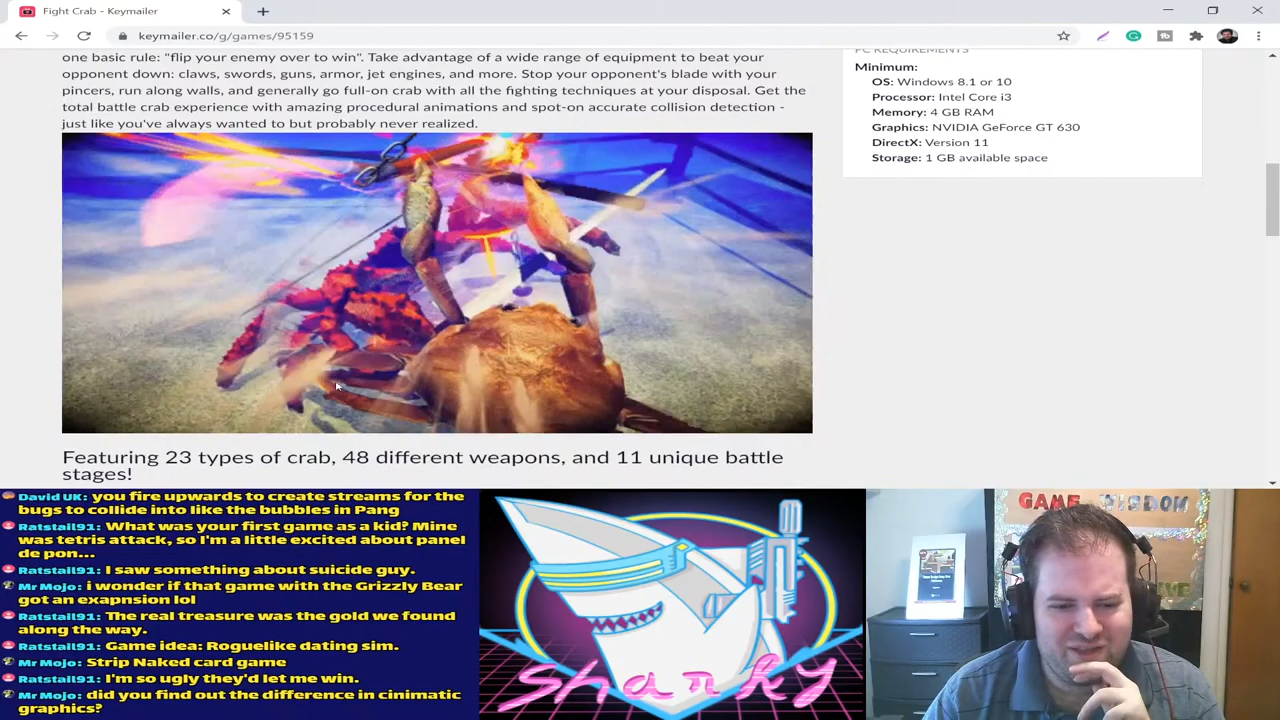 Fight Crab - Keymailer
keymailer.co/g/games/95159
one basic rule: "flip your enemy over to win". Take advantage of a wide range of equipment to beat your
opponent down: claws, swords, guns, armor, jet engines, and more. Stop your opponent's blade with your
pincers, run along walls, and generally go full-on crab with all the fighting techniques at your disposal. Get the
total battle crab experience with amazing procedural animations and spot-on accurate collision detection -
just like you've always wanted to but probably never realized.
PC REQUIREMENTS
Minimum:
OS: Windows 8.1 or 10
Processor: Intel Core i3
Memory: 4 GB RAM
Graphics: NVIDIA GeForce GT 630
DirectX: Version 11
Storage: 1 GB available space
Featuring 23 types of crab, 48 different weapons, and 11 unique battle
stages!
David UK: you fire upwards to create streams for the
bugs to collide into like the bubbles in Pang
Ratstail91: What was your first game as a kid? Mine
was tetris attack, so I'm a little excited about panel
de pon...
Ratstail91: I saw something about suicide guy.
Mr Mojo: i wonder if that game with the Grizzly Bear
got an exapnsion lol
Ratstail91: The real treasure was the gold we found
along the way.
Ratstail91: Game idea: Roguelike dating sim.
Mr Mojo: Strip Naked card game
Ratstail91: I'm so ugly they'd let me win.
Mr Mojo: did you find out the difference in cinimatic
graphics?
Sharky
GAME WISDOM